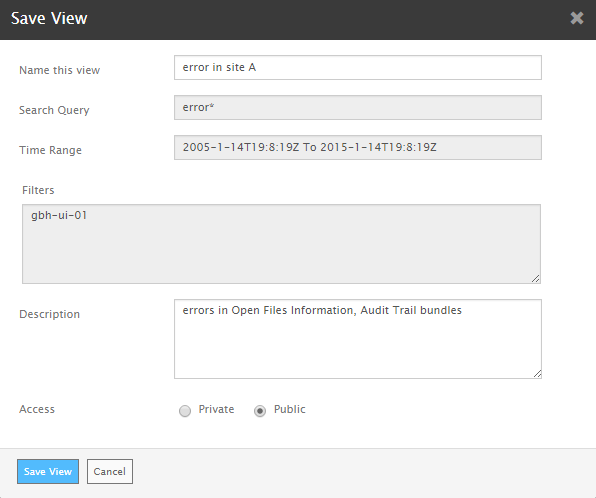 Save View
Name this view
error in site A
Search Query
error*
Time Range
2005-1-14T19:8:19Z To 2015-1-14T19:8:19Z
Filters
gbh-ui-01
Description
errors in Open Files Information, Audit Trail bundles
Access
Private
Public
Save View
Cancel